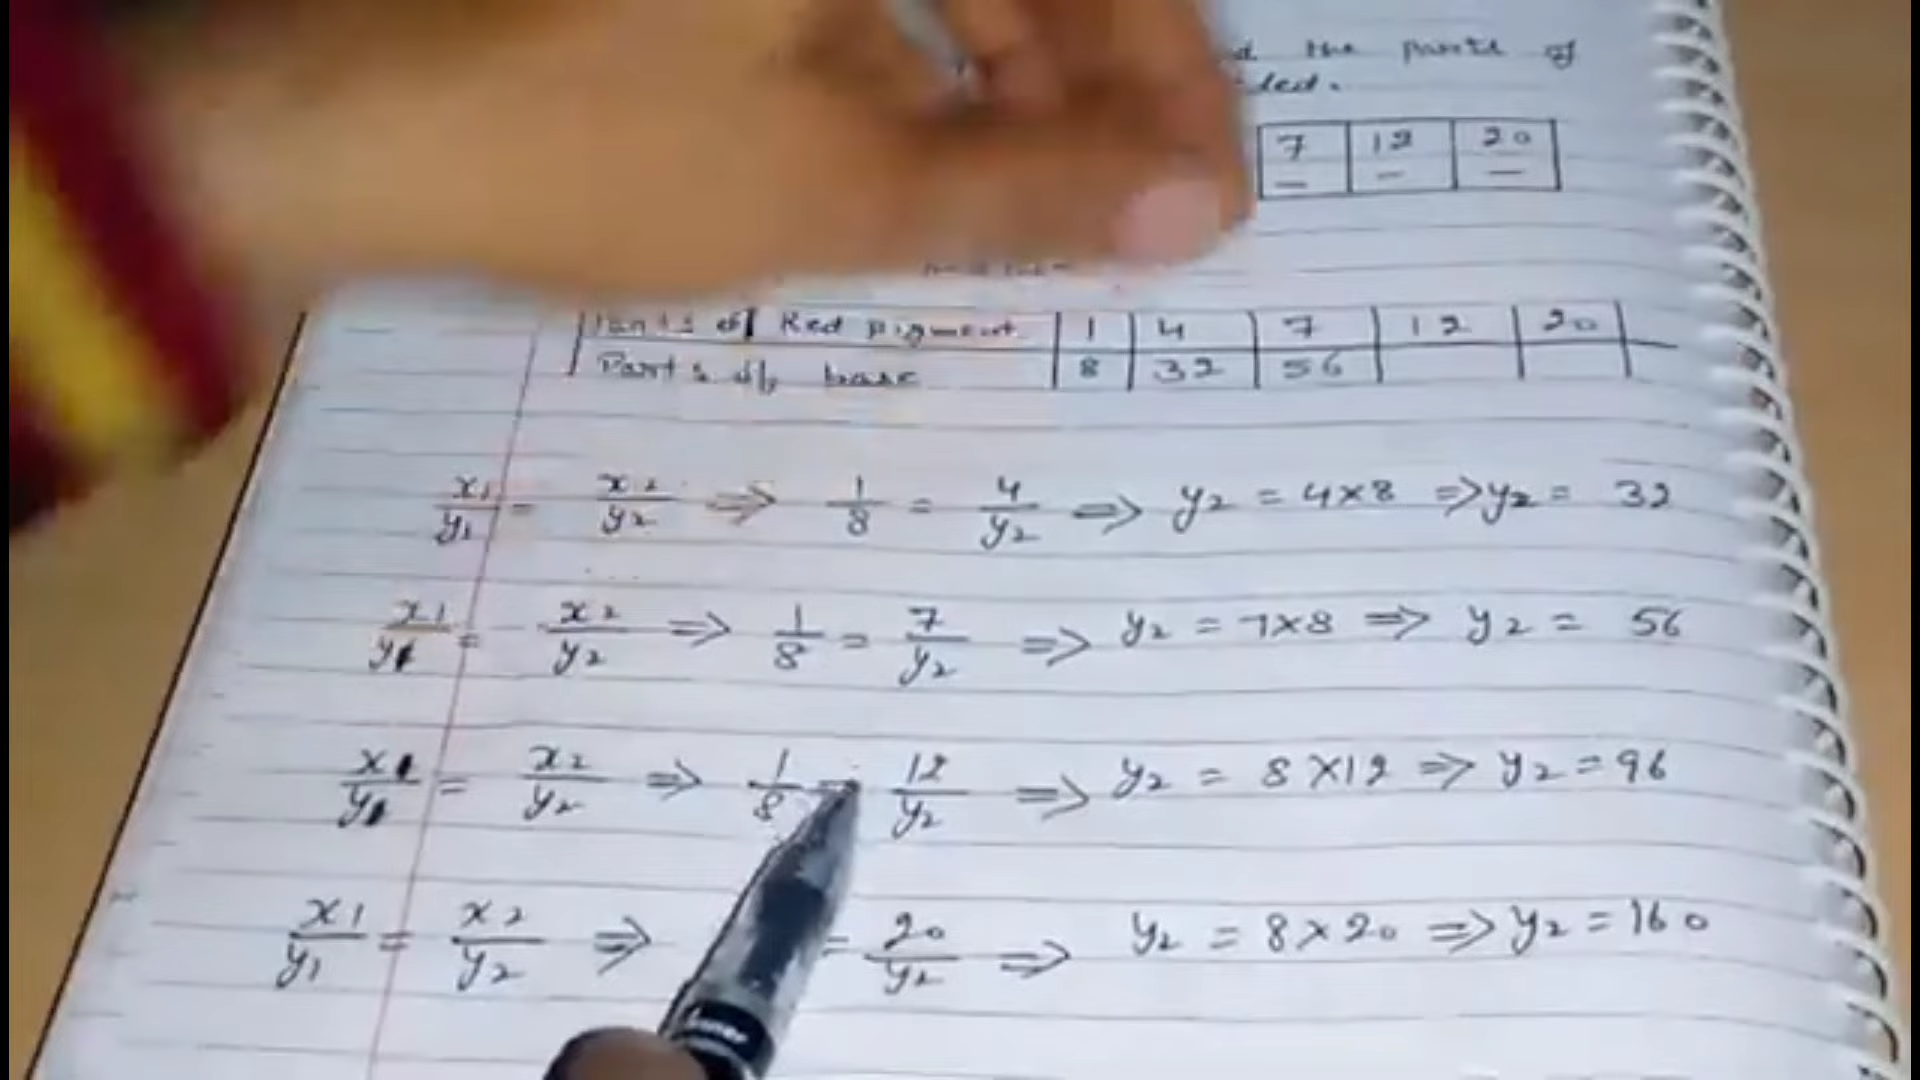 the parts of
7 12 20
— — —
Parts of Red pigment 1 4 7 12 20
Parts of base 8 32 56
x1/y1 = x2/y2 ⇒ 1/8 = 4/y2 ⇒ y2 = 4×8 ⇒ y2 = 32
x1/y1 = x2/y2 ⇒ 1/8 = 7/y2 ⇒ y2 = 7×8 ⇒ y2 = 56
x1/y1 = x2/y2 ⇒ 1/8 = 12/y2 ⇒ y2 = 8×12 ⇒ y2 = 96
x1/y1 = x2/y2 ⇒ = 20/y2 ⇒ y2 = 8×20 ⇒ y2 = 160